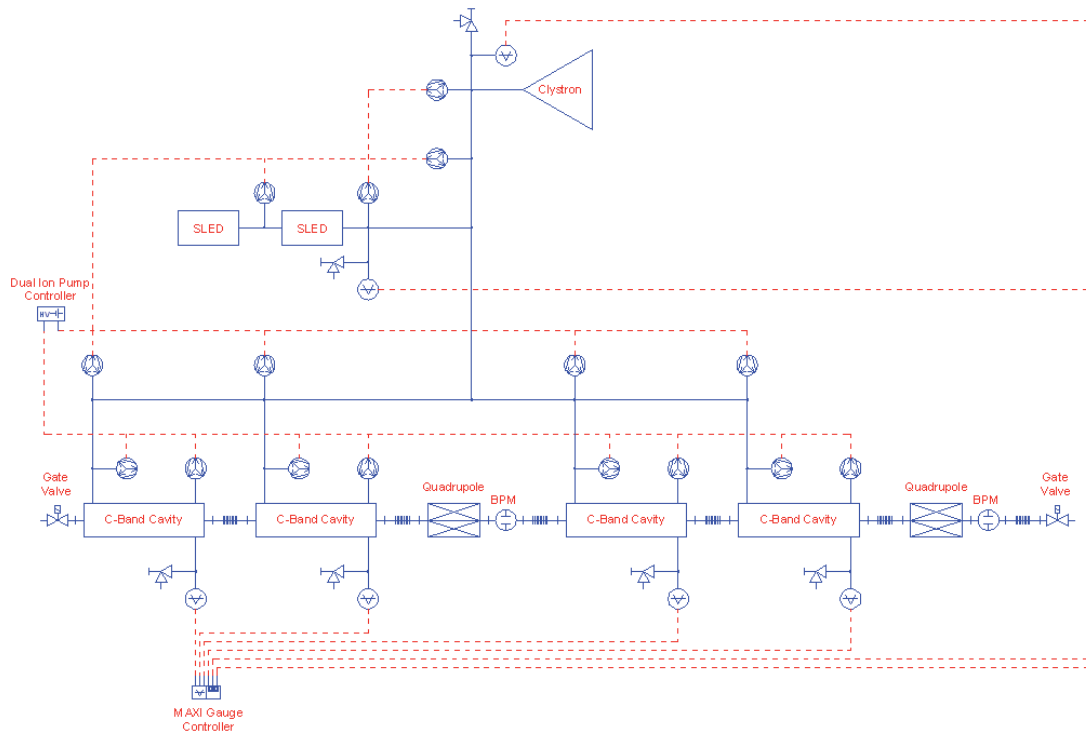 Clystron
SLED
SLED
Dual Ion Pump
Controller
HV
Gate
Valve
C-Band Cavity
C-Band Cavity
Quadrupole
BPM
C-Band Cavity
C-Band Cavity
Quadrupole
BPM
Gate
Valve
MAXI Gauge
Controller